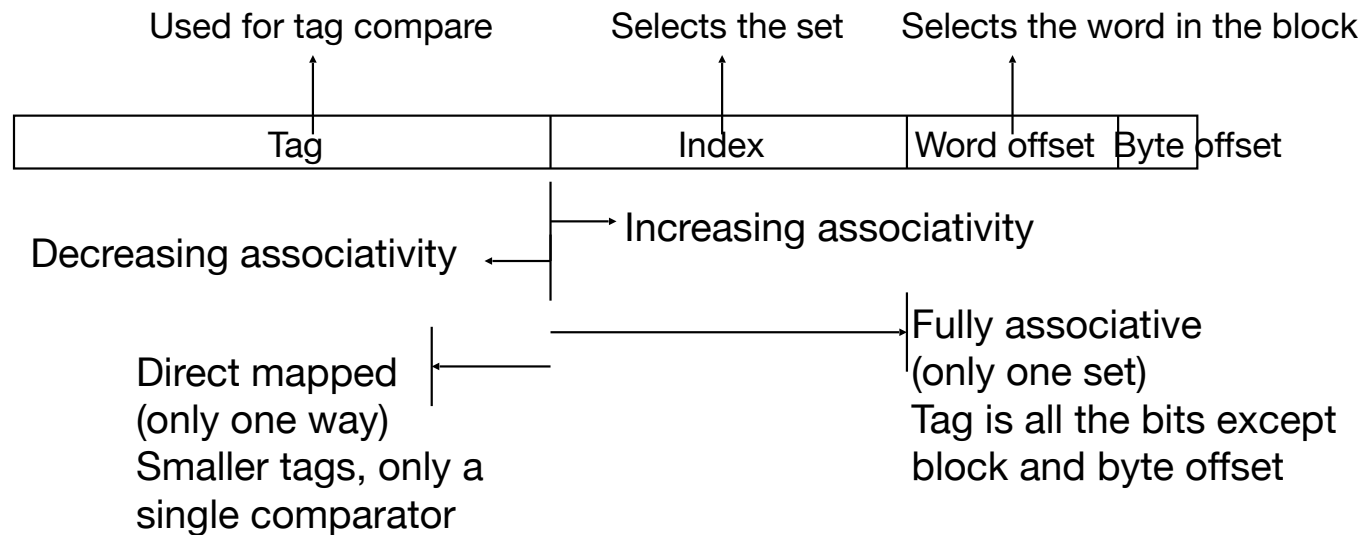 Used for tag compare
Selects the set
Selects the word in the block
Tag
Index
Word offset
Byte offset
Increasing associativity
Decreasing associativity
Fully associative
(only one set)
Tag is all the bits except
block and byte offset
Direct mapped
(only one way)
Smaller tags, only a
single comparator